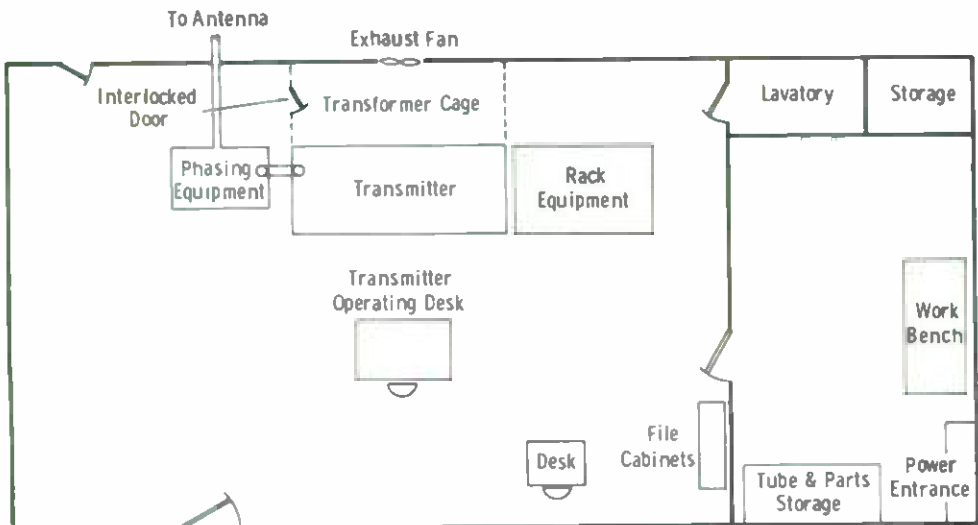 To Antenna
Exhaust Fan
Interlocked
Door
Transformer Cage
Lavatory
Storage
Phasing
Equipment
Transmitter
Rack
Equipment
Transmitter
Operating Desk
Work
Bench
File
Cabinets
Desk
Tube & Parts
Storage
Power
Entrance